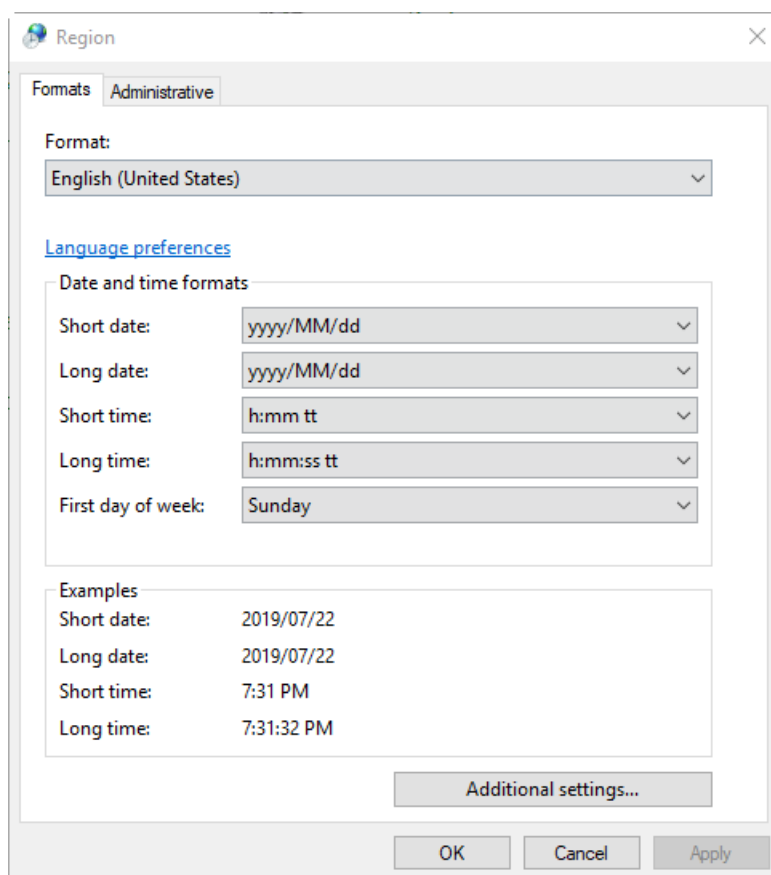 Region
Formats Administrative
Format:
English (United States)
Language preferences
Date and time formats
Short date: yyyy/MM/dd
Long date: yyyy/MM/dd
Short time: h:mm tt
Long time: h:mm:ss tt
First day of week: Sunday
Examples
Short date: 2019/07/22
Long date: 2019/07/22
Short time: 7:31 PM
Long time: 7:31:32 PM
Additional settings...
OK Cancel Apply